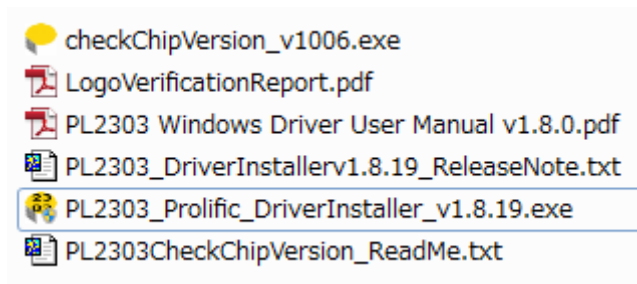 checkChipVersion_v1006.exe
LogoVerificationReport.pdf
PL2303 Windows Driver User Manual v1.8.0.pdf
PL2303_DriverInstallerv1.8.19_ReleaseNote.txt
PL2303_Prolific_DriverInstaller_v1.8.19.exe
PL2303CheckChipVersion_ReadMe.txt